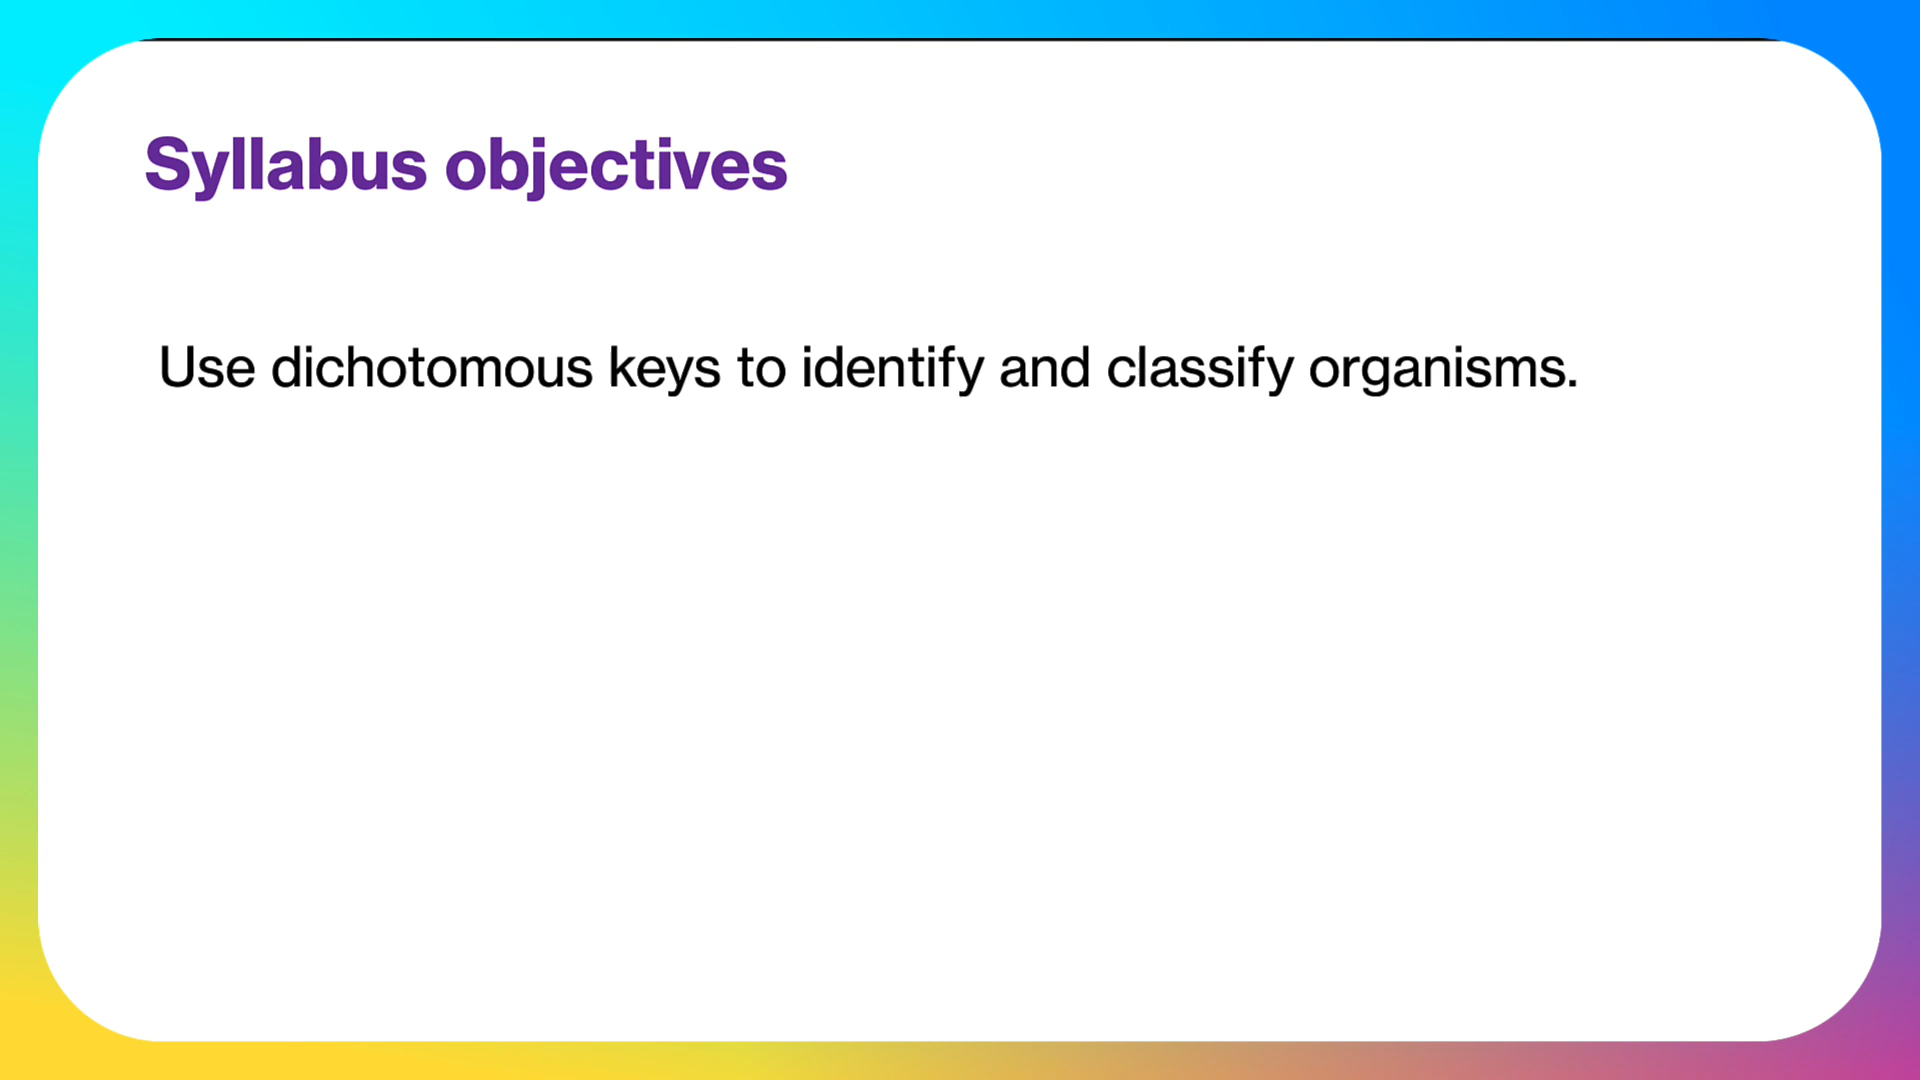 Syllabus objectives
Use dichotomous keys to identify and classify organisms.